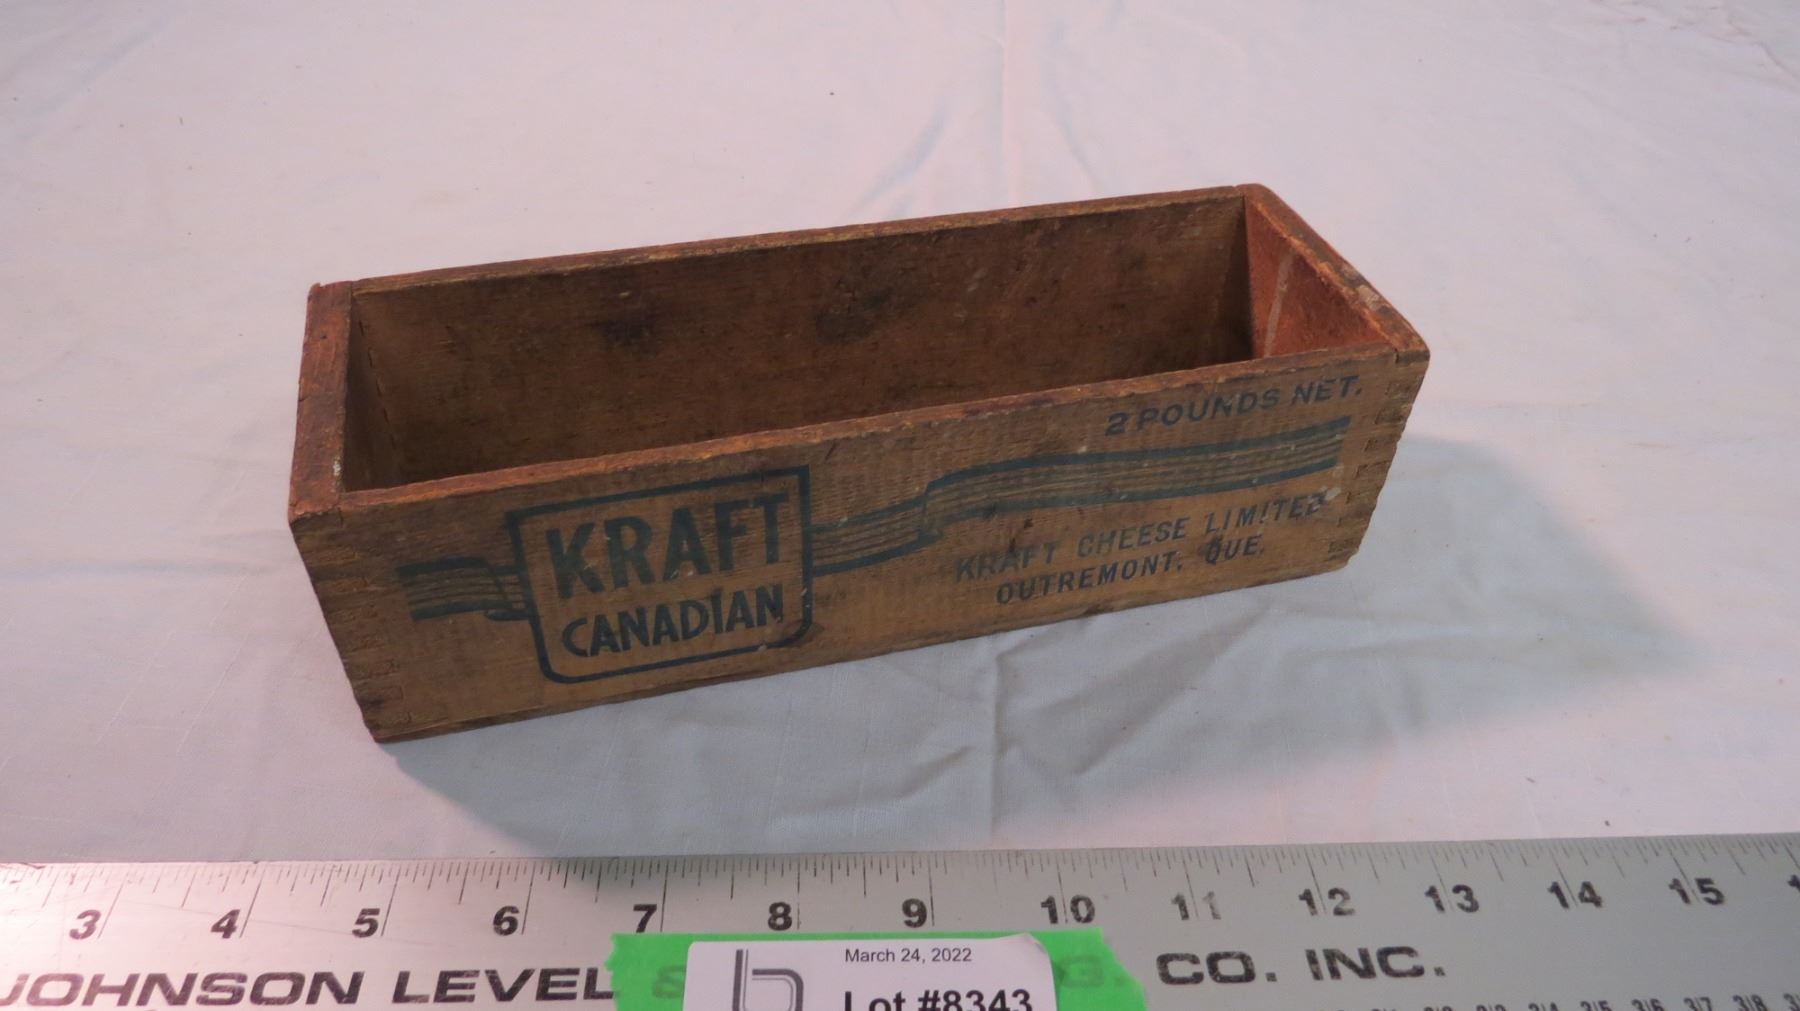 2 POUNDS NET.
KRAFT
CANADIAN
KRAFT CHEESE LIMITED
OUTREMONT, QUE.
3 4 5 6 7 8 9 10 11 12 13 14 15
JOHNSON LEVEL & G. CO. INC.
March 24, 2022
Lot #8343